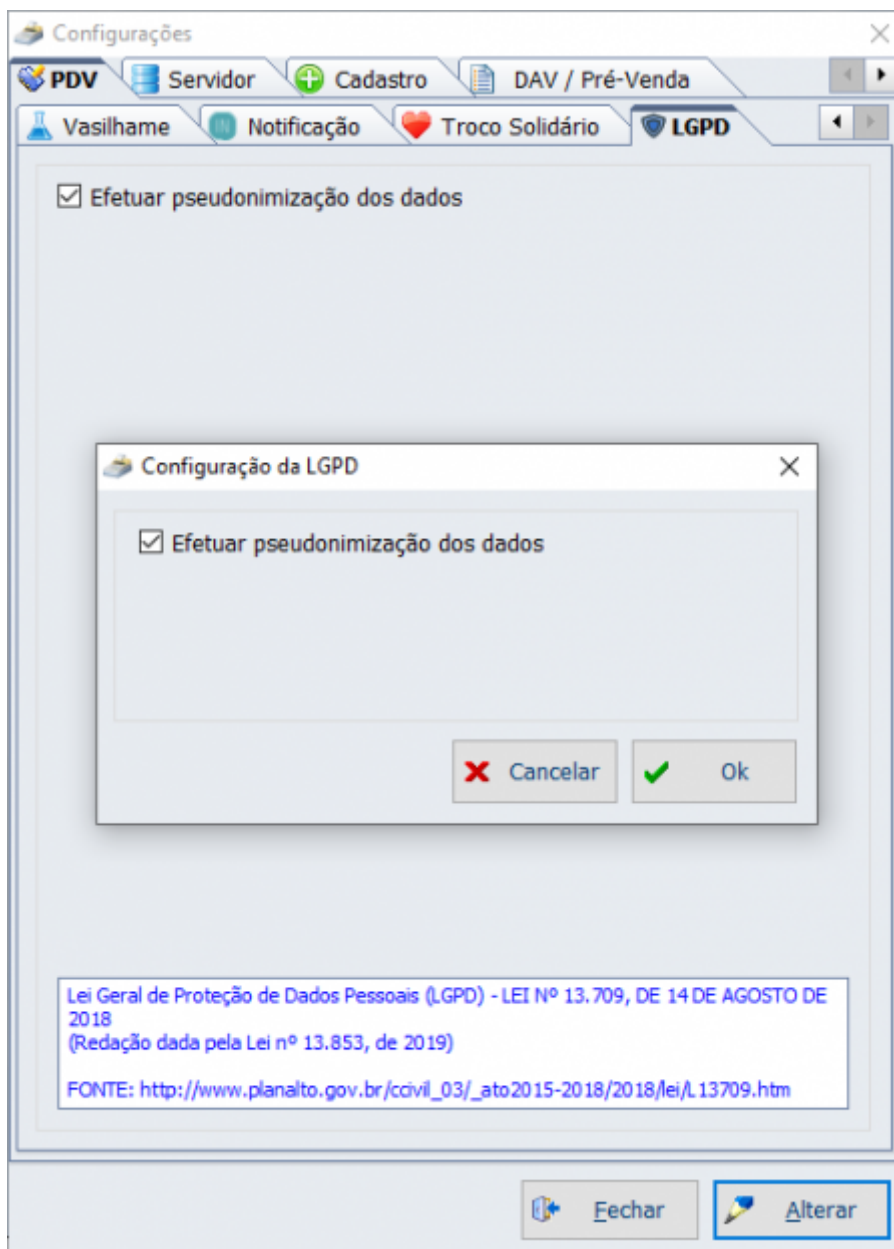 Configurações
PDV Servidor Cadastro DAV / Pré-Venda
Vasilhame Notificação Troco Solidário LGPD
Efetuar pseudonimização dos dados
Configuração da LGPD
Efetuar pseudonimização dos dados
Cancelar Ok
Lei Geral de Proteção de Dados Pessoais (LGPD) - LEI Nº 13.709, DE 14 DE AGOSTO DE
2018
(Redação dada pela Lei nº 13.853, de 2019)
FONTE: http://www.planalto.gov.br/ccivil_03/_ato2015-2018/2018/lei/L13709.htm
Fechar Alterar